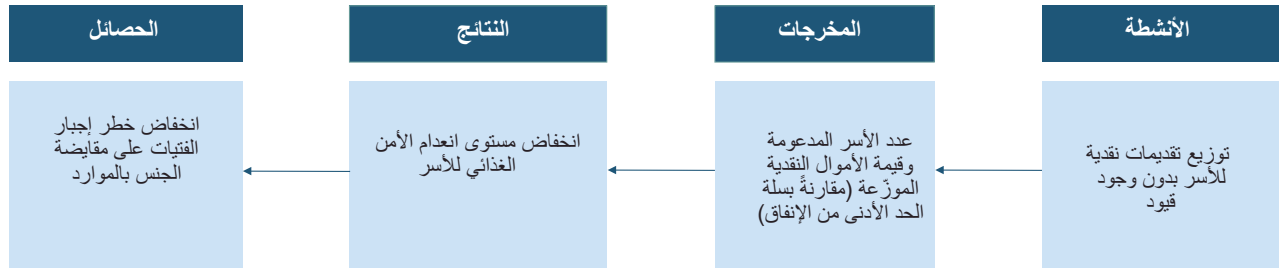 الأنشطة
توزيع تقديمات نقدية
للأسر بدون وجود
قيود
المخرجات
عدد الأسر المدعومة
وقيمة الأموال النقدية
الموزّعة (مقارنةً بسلة
الحد الأدنى من الإنفاق)
النتائج
انخفاض مستوى انعدام الأمن
الغذائي للأسر
الحصائل
انخفاض خطر إجبار
الفتيات على مقايضة
الجنس بالموارد